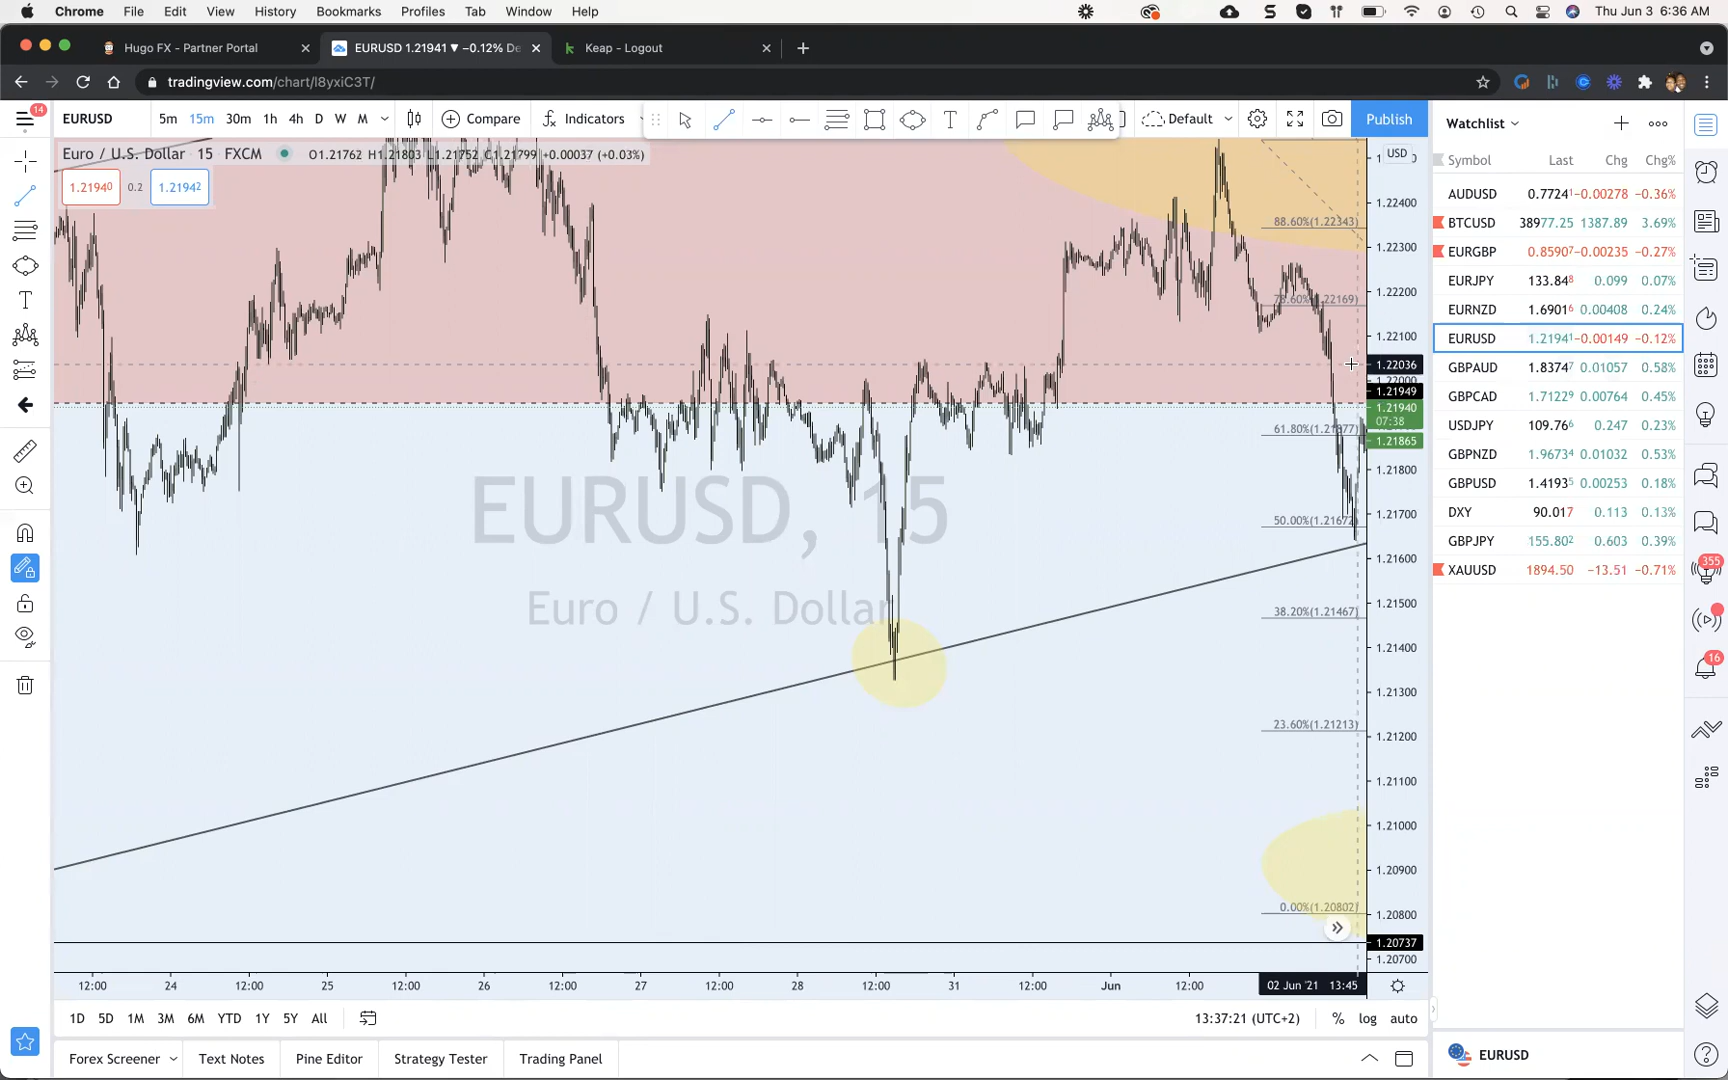 Chrome File Edit View History Bookmarks Profiles Tab Window Help Thu Jun 3 6:36 AM
Hugo FX - Partner Portal EURUSD 1.21941 ▼ −0.12% De Keap - Logout
tradingview.com/chart/l8yxiC3T/
14 EURUSD 5m 15m 30m 1h 4h D W M Compare Indicators T Default Publish
Euro / U.S. Dollar · 15 · FXCM O1.21762 H1.21803 L1.21752 C1.21799 +0.00037 (+0.03%)
1.21940 0.2 1.21942
USD
1.22400
1.22300
1.22200
1.22100
1.22036
1.22000
1.21949
1.21940
07:38
1.21865
1.21800
1.21700
1.21600
1.21500
1.21400
1.21300
1.21200
1.21100
1.21000
1.20900
1.20800
1.20737
1.20700
88.60%(1.22343)
78.60%(1.22169)
61.80%(1.21877)
50.00%(1.21672)
38.20%(1.21467)
23.60%(1.21213)
0.00%(1.20802)
EURUSD, 15
Euro / U.S. Dollar
12:00 24 12:00 25 12:00 26 12:00 27 12:00 28 12:00 31 12:00 Jun 12:00 02 Jun '21 13:45
1D 5D 1M 3M 6M YTD 1Y 5Y All 13:37:21 (UTC+2) % log auto
Forex Screener Text Notes Pine Editor Strategy Tester Trading Panel
Watchlist
Symbol Last Chg Chg%
AUDUSD 0.77241 −0.00278 −0.36%
BTCUSD 38977.25 1387.89 3.69%
EURGBP 0.85907 −0.00235 −0.27%
EURJPY 133.848 0.099 0.07%
EURNZD 1.69016 0.00408 0.24%
EURUSD 1.21941 −0.00149 −0.12%
GBPAUD 1.83747 0.01057 0.58%
GBPCAD 1.71229 0.00764 0.45%
USDJPY 109.766 0.247 0.23%
GBPNZD 1.96734 0.01032 0.53%
GBPUSD 1.41935 0.00253 0.18%
DXY 90.017 0.113 0.13%
GBPJPY 155.802 0.603 0.39%
XAUUSD 1894.50 −13.51 −0.71%
355
16
EURUSD